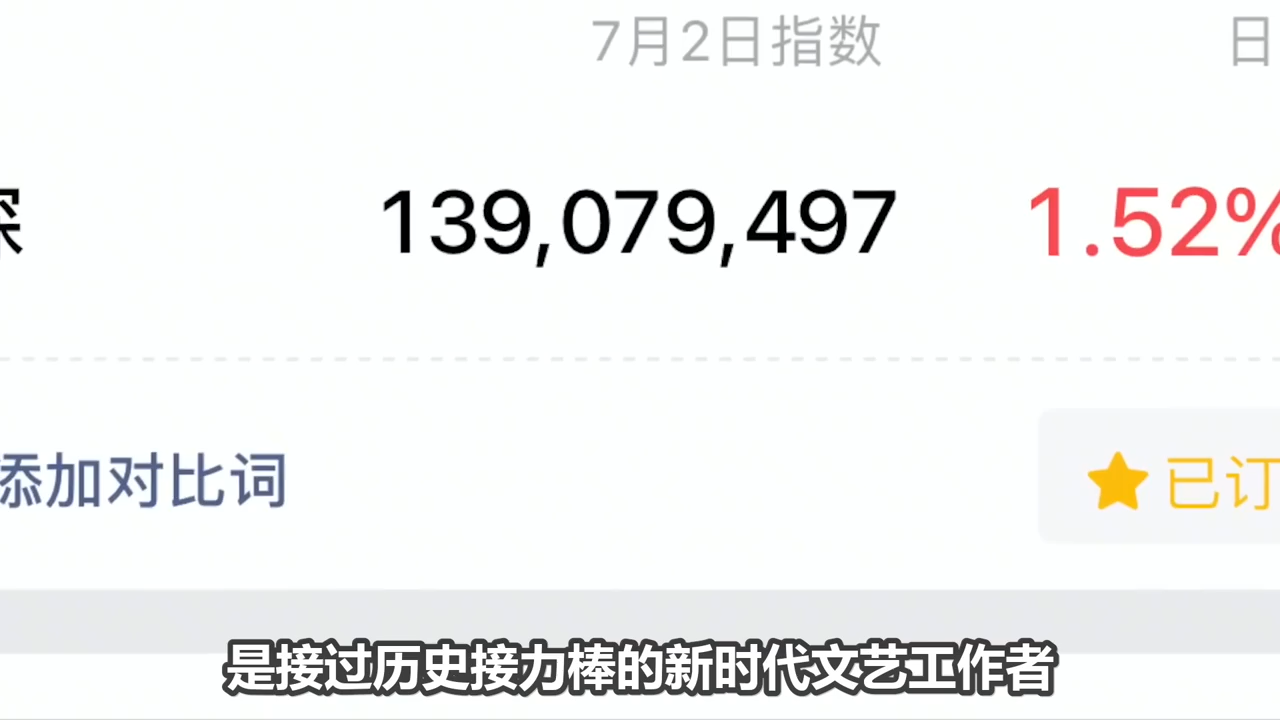 7月2日指数 日
139,079,497 1.52%
添加对比词 已订
是接过历史接力棒的新时代文艺工作者